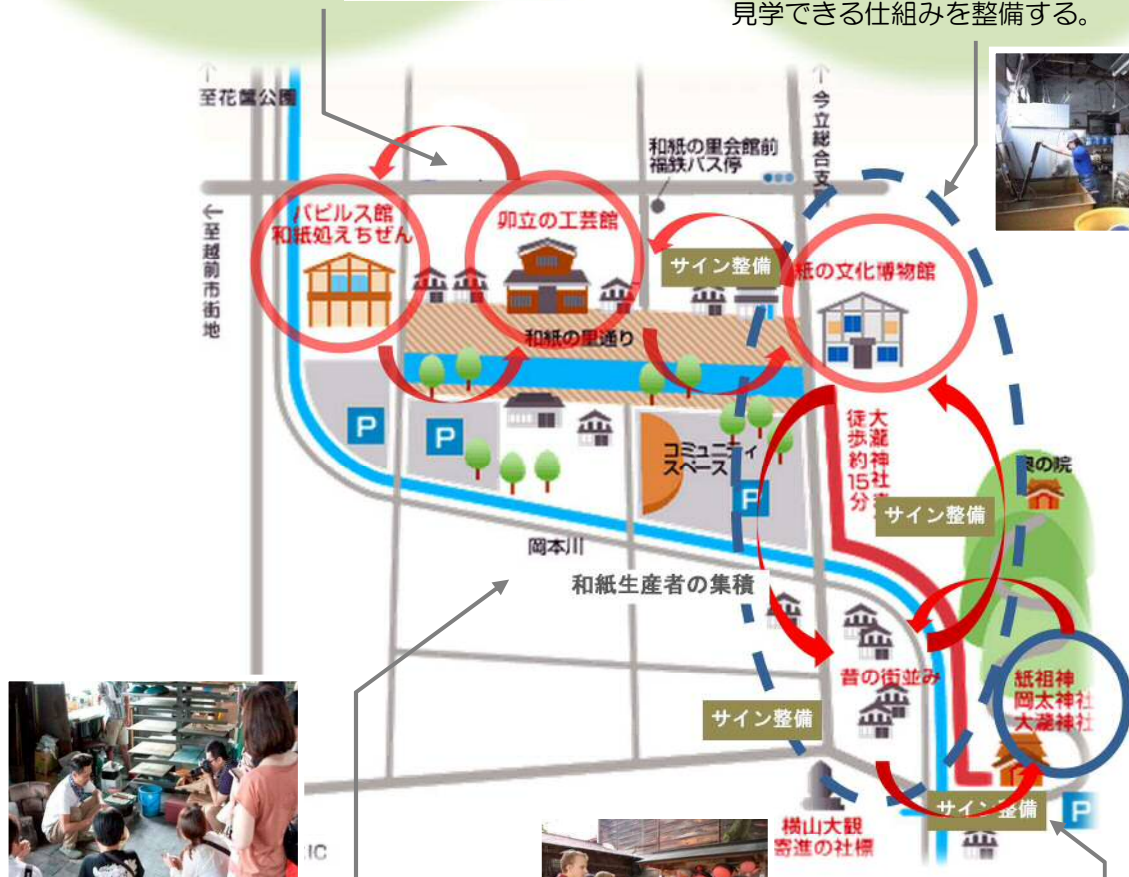 見学できる仕組みを整備する。
至花筐公園
今立総合支
和紙の里会館前
福鉄バス停
至越前市街地
パピルス館
和紙処えちぜん
卯立の工芸館
サイン整備
紙の文化博物館
和紙の里通り
P
P
コミュニティ
スペース
P
大瀧神社
徒歩約15分
奥の院
サイン整備
岡本川
和紙生産者の集積
昔の街並み
紙祖神
岡太神社
大瀧神社
サイン整備
サイン整備
P
横山大観
寄進の社標
IC